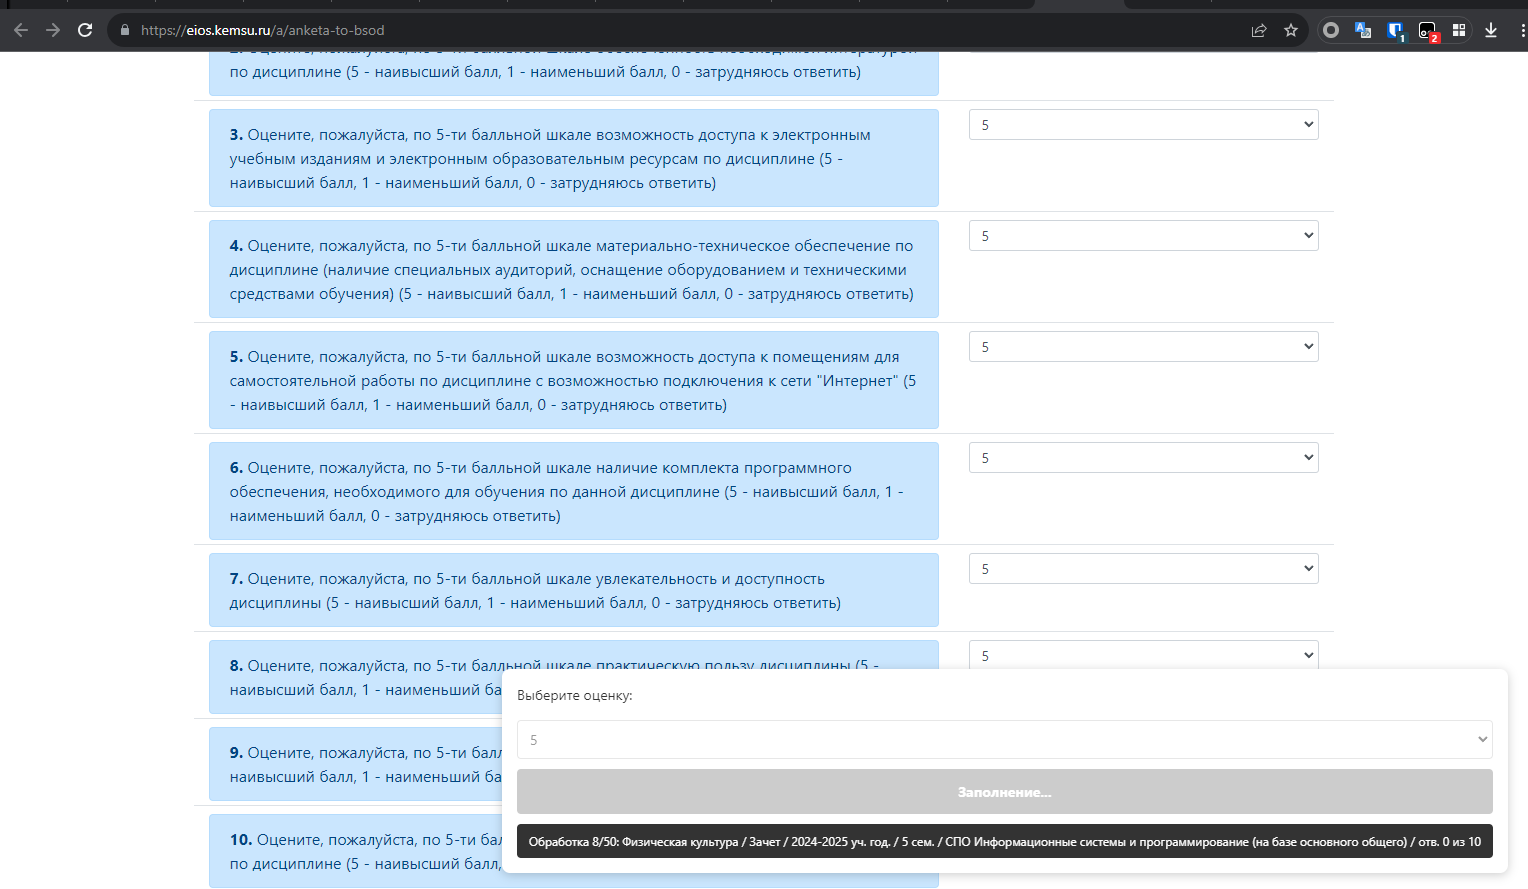 https://eios.kemsu.ru/a/anketa-to-bsod
1
2
по дисциплине (5 - наивысший балл, 1 - наименьший балл, 0 - затрудняюсь ответить)
3. Оцените, пожалуйста, по 5-ти балльной шкале возможность доступа к электронным
учебным изданиям и электронным образовательным ресурсам по дисциплине (5 -
наивысший балл, 1 - наименьший балл, 0 - затрудняюсь ответить)
5
4. Оцените, пожалуйста, по 5-ти балльной шкале материально-техническое обеспечение по
дисциплине (наличие специальных аудиторий, оснащение оборудованием и техническими
средствами обучения) (5 - наивысший балл, 1 - наименьший балл, 0 - затрудняюсь ответить)
5
5. Оцените, пожалуйста, по 5-ти балльной шкале возможность доступа к помещениям для
самостоятельной работы по дисциплине с возможностью подключения к сети "Интернет" (5
- наивысший балл, 1 - наименьший балл, 0 - затрудняюсь ответить)
5
6. Оцените, пожалуйста, по 5-ти балльной шкале наличие комплекта программного
обеспечения, необходимого для обучения по данной дисциплине (5 - наивысший балл, 1 -
наименьший балл, 0 - затрудняюсь ответить)
5
7. Оцените, пожалуйста, по 5-ти балльной шкале увлекательность и доступность
дисциплины (5 - наивысший балл, 1 - наименьший балл, 0 - затрудняюсь ответить)
5
8. Оцените, пожалуйста, по 5-ти балльной шкале практическую пользу дисциплины (5 -
наивысший балл, 1 - наименьший ба
5
9. Оцените, пожалуйста, по 5-ти балл
наивысший балл, 1 - наименьший ба
10. Оцените, пожалуйста, по 5-ти бал
по дисциплине (5 - наивысший балл,
Выберите оценку:
5
Заполнение...
Обработка 8/50: Физическая культура / Зачет / 2024-2025 уч. год. / 5 сем. / СПО Информационные системы и программирование (на базе основного общего) / отв. 0 из 10